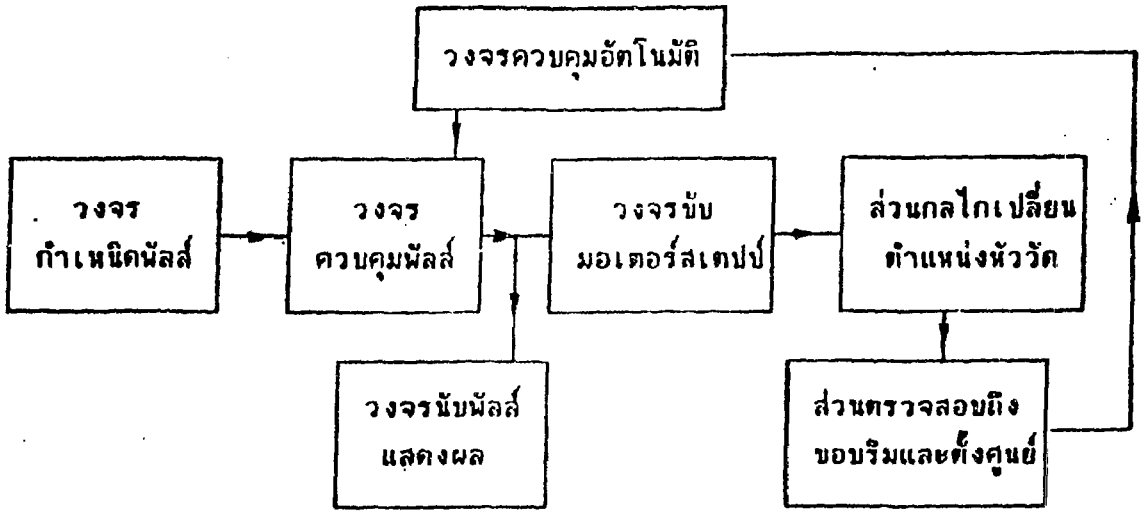 วงจรควบคุมอัตโนมัติ
วงจร
กำเหนิดพัลส์
วงจร
ควบคุมพัลส์
วงจรขับ
มอเตอร์สเตปป์
ส่วนกลไกเปลี่ยน
ตำแหน่งหัววัด
วงจรนับพัลส์
แสดงผล
ส่วนตรวจสอบถึง
ขอบริมและตั้งศูนย์